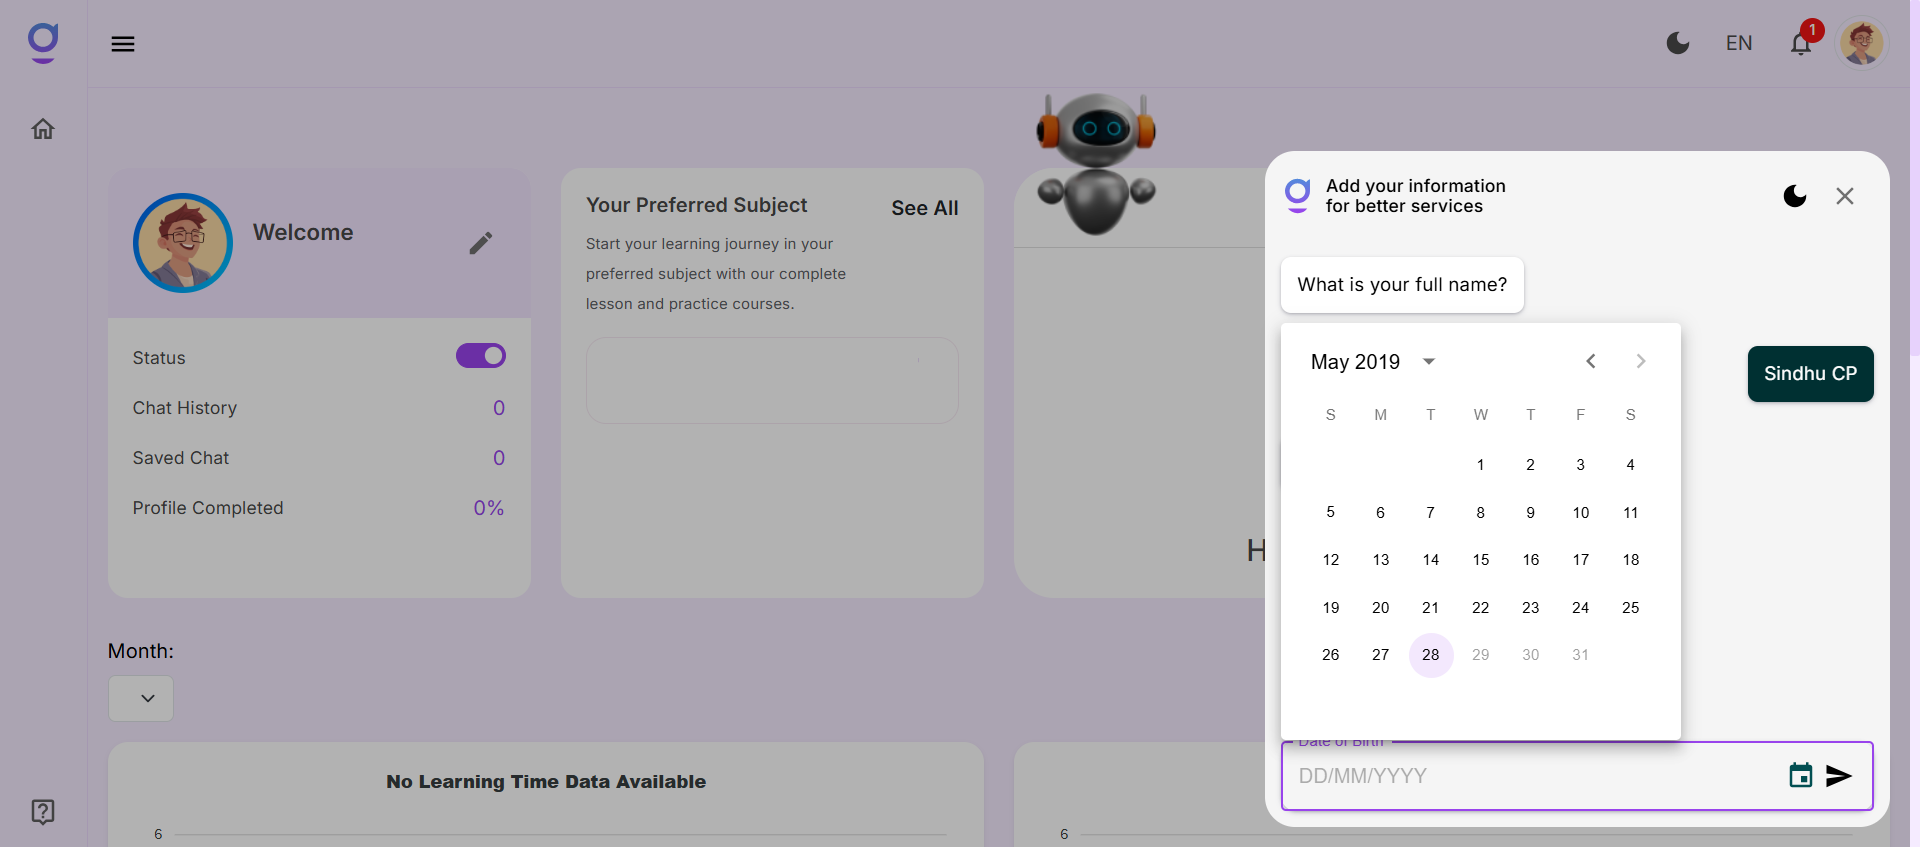 EN
1
Welcome
Status
Chat History 0
Saved Chat 0
Profile Completed 0%
Your Preferred Subject
See All
Start your learning journey in your
preferred subject with our complete
lesson and practice courses.
H
Month:
No Learning Time Data Available
6
6
Add your information
for better services
What is your full name?
Sindhu CP
May 2019
S M T W T F S
1 2 3 4
5 6 7 8 9 10 11
12 13 14 15 16 17 18
19 20 21 22 23 24 25
26 27 28 29 30 31
Date of Birth
DD/MM/YYYY